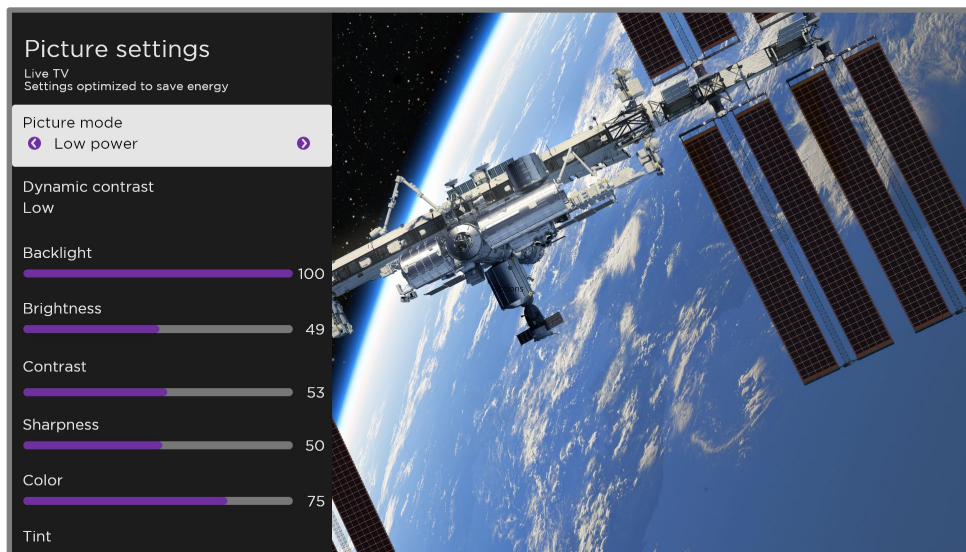 Picture settings
Live TV
Settings optimized to save energy
Picture mode
Low power
Dynamic contrast
Low
Backlight
100
Brightness
49
Contrast
53
Sharpness
50
Color
75
Tint